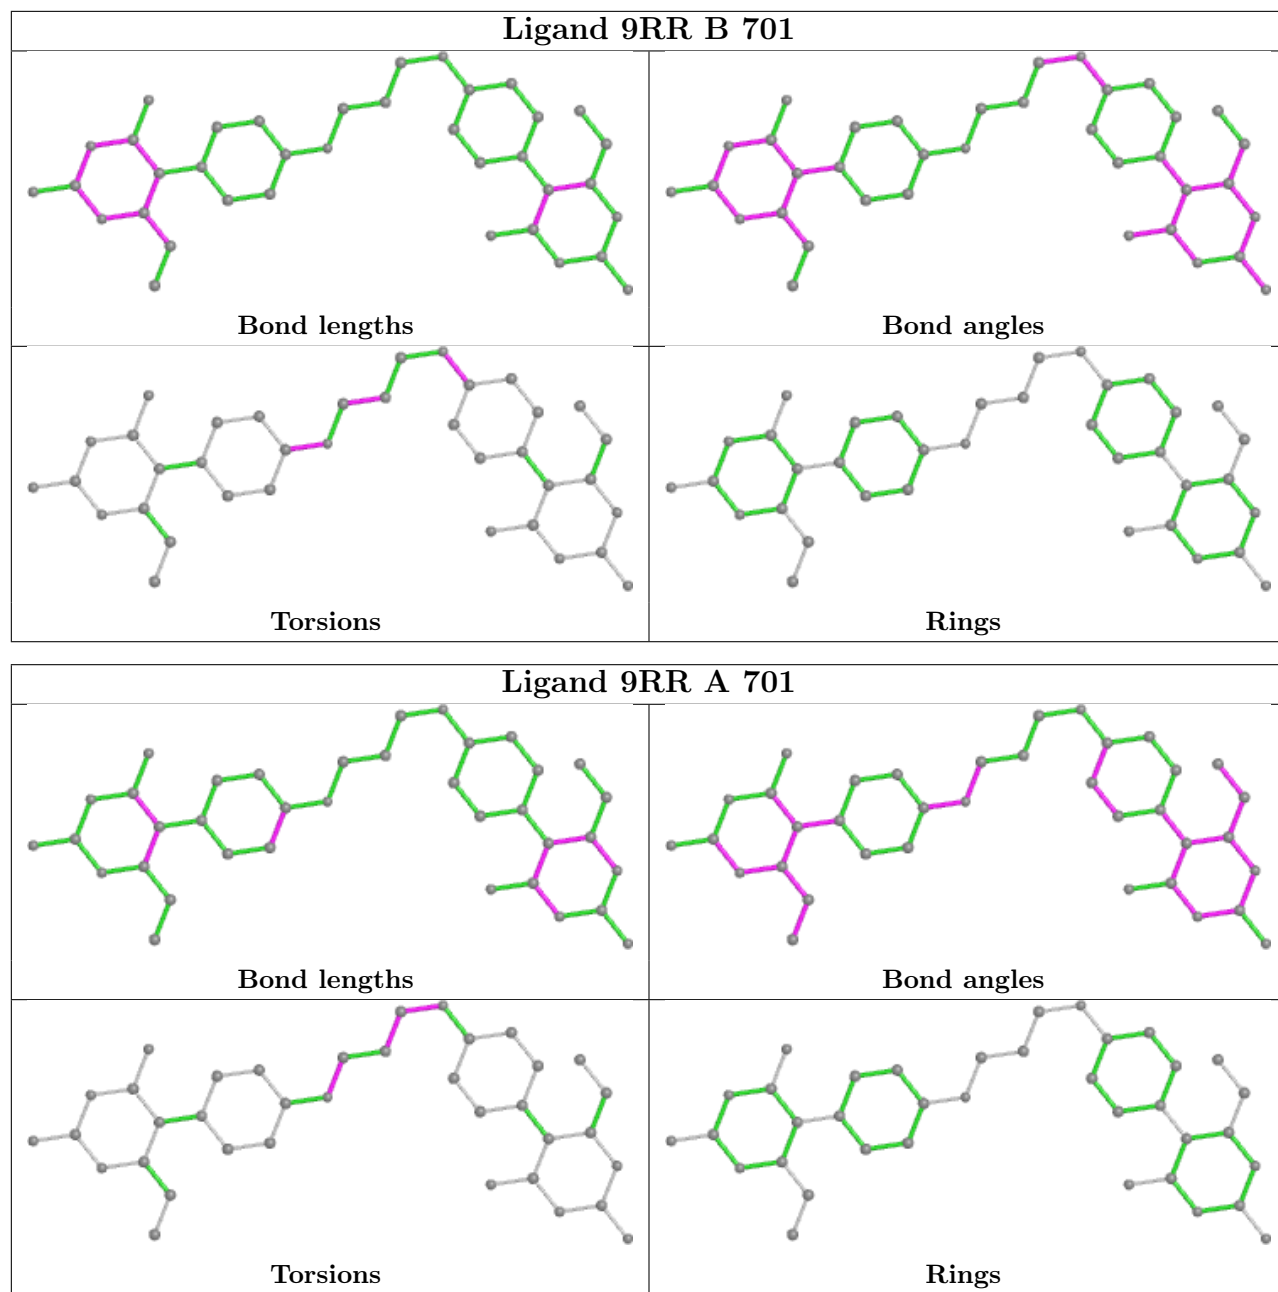 Ligand 9RR B 701
Bond lengths
Bond angles
Torsions
Rings
Ligand 9RR A 701
Bond lengths
Bond angles
Torsions
Rings